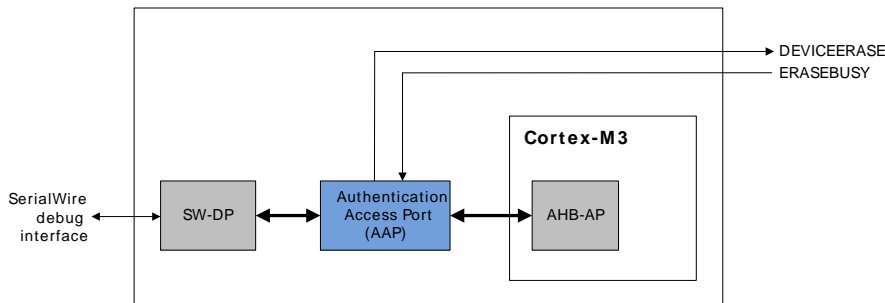 DEVICEERASE
ERASEBUSY
Cortex-M3
SerialWire
debug
interface
SW-DP
Authentication
Access Port
(AAP)
AHB-AP